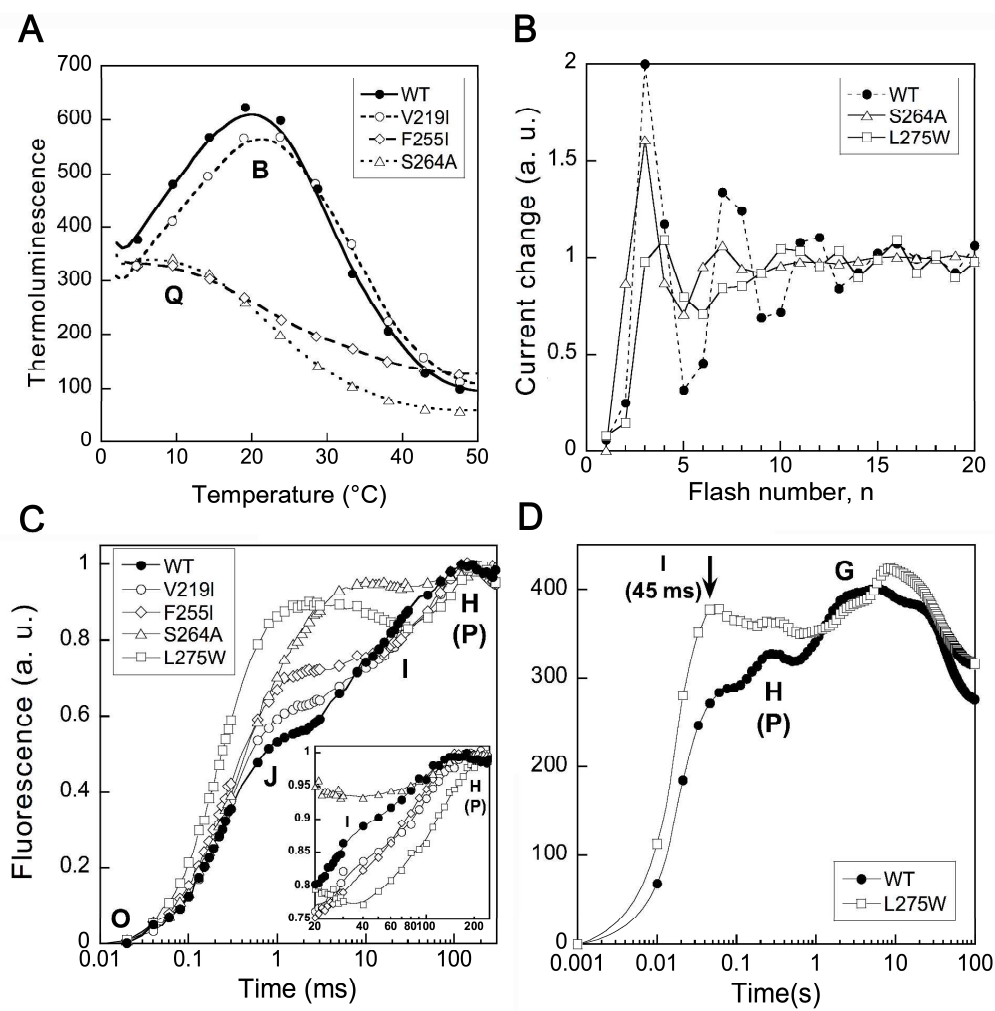 A
Thermoluminescence
700
600
500
400
300
200
100
0
0 10 20 30 40 50
Temperature (°C)
WT
V219I
F255I
S264A
B
Q
B
Current change (a. u.)
2
1.5
1
0.5
0
0 5 10 15 20
Flash number, n
WT
S264A
L275W
C
Fluorescence (a. u.)
1
0.8
0.6
0.4
0.2
0
0.01 0.1 1 10 100
Time (ms)
WT
V219I
F255I
S264A
L275W
O
J
I
H
(P)
1
0.95
0.9
0.85
0.8
0.75
20 40 60 80 100 200
I
H
(P)
D
400
300
200
100
0
0.001 0.01 0.1 1 10 100
Time(s)
I
(45 ms)
G
H
(P)
WT
L275W